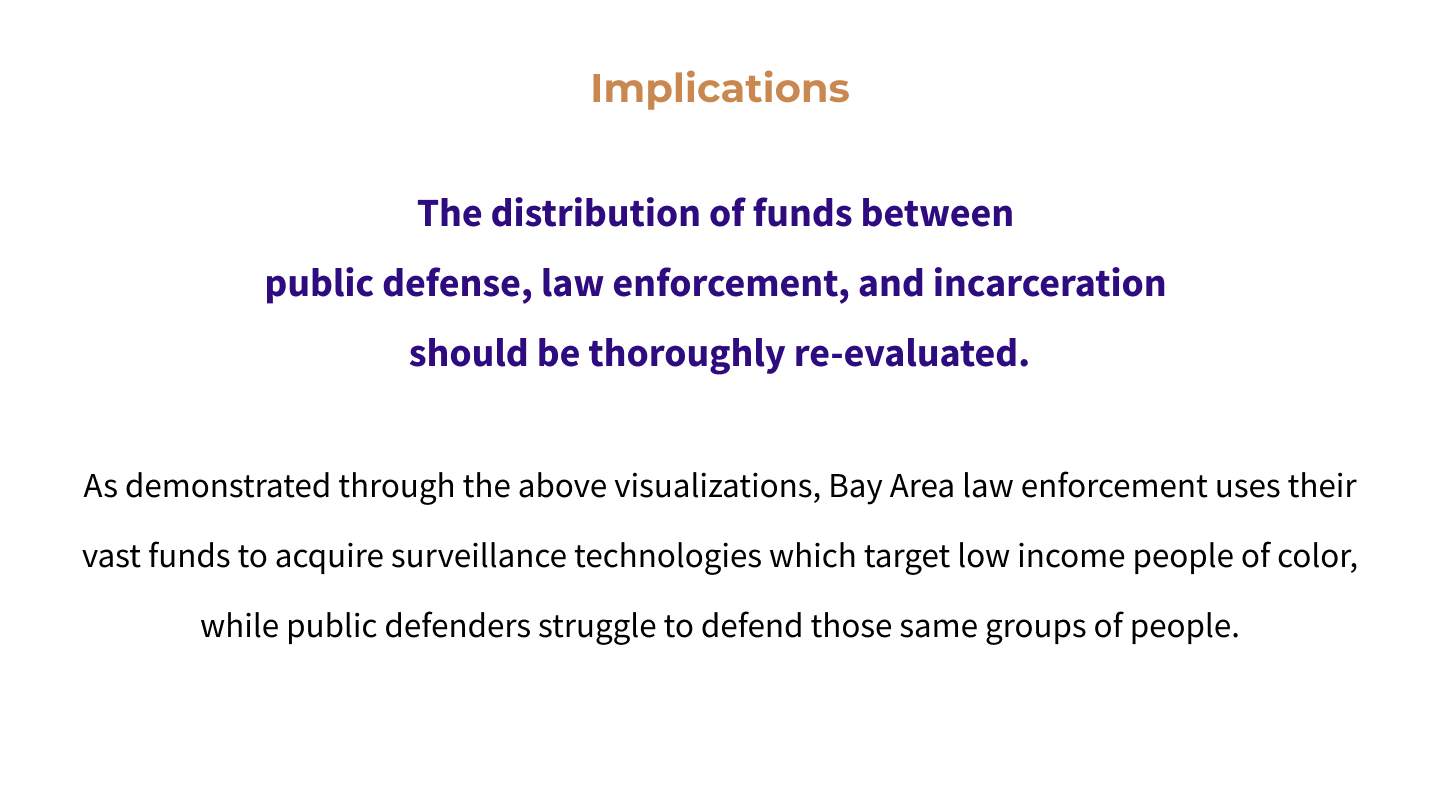 Implications
The distribution of funds between
public defense, law enforcement, and incarceration
should be thoroughly re-evaluated.
As demonstrated through the above visualizations, Bay Area law enforcement uses their
vast funds to acquire surveillance technologies which target low income people of color,
while public defenders struggle to defend those same groups of people.